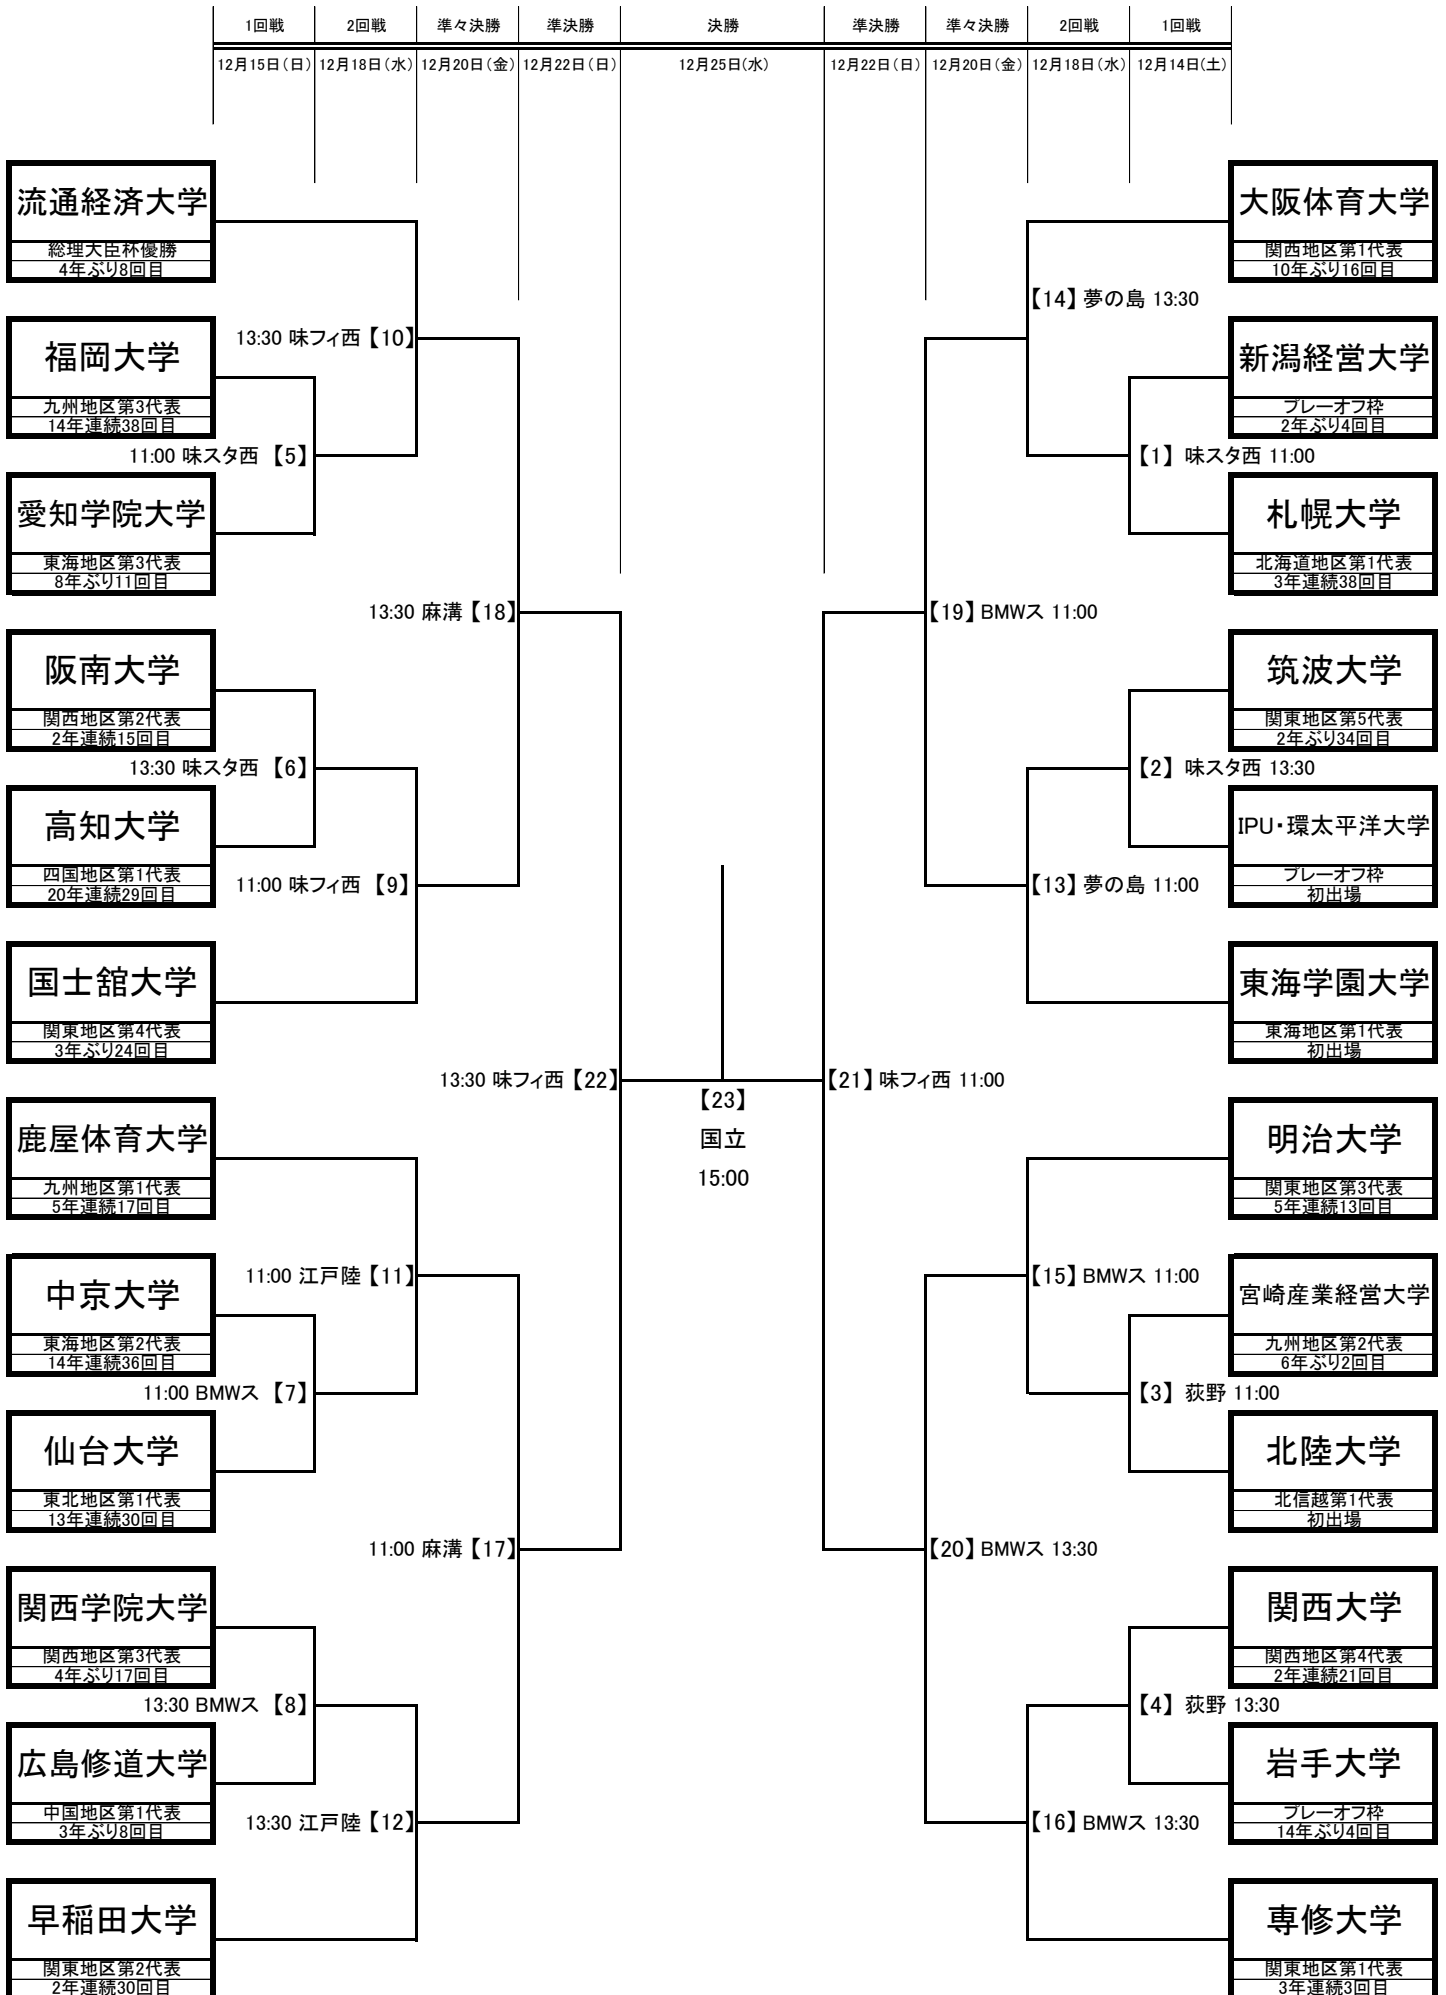 1回戦 2回戦 準々決勝 準決勝 決勝 準決勝 準々決勝 2回戦 1回戦
12月15日(日) 12月18日(水) 12月20日(金) 12月22日(日) 12月25日(水) 12月22日(日) 12月20日(金) 12月18日(水) 12月14日(土)
流通経済大学
総理大臣杯優勝
4年ぶり8回目
13:30 味フィ西 【10】
福岡大学
九州地区第3代表
14年連続38回目
11:00 味スタ西 【5】
愛知学院大学
東海地区第3代表
8年ぶり11回目
13:30 麻溝 【18】
阪南大学
関西地区第2代表
2年連続15回目
13:30 味スタ西 【6】
高知大学
四国地区第1代表
20年連続29回目
11:00 味フィ西 【9】
国士舘大学
関東地区第4代表
3年ぶり24回目
13:30 味フィ西 【22】
鹿屋体育大学
九州地区第1代表
5年連続17回目
11:00 江戸陸 【11】
中京大学
東海地区第2代表
14年連続36回目
11:00 BMWス 【7】
仙台大学
東北地区第1代表
13年連続30回目
11:00 麻溝 【17】
関西学院大学
関西地区第3代表
4年ぶり17回目
13:30 BMWス 【8】
広島修道大学
中国地区第1代表
3年ぶり8回目
13:30 江戸陸 【12】
早稲田大学
関東地区第2代表
2年連続30回目
【23】
国立
15:00
大阪体育大学
関西地区第1代表
10年ぶり16回目
【14】 夢の島 13:30
新潟経営大学
プレーオフ枠
2年ぶり4回目
【1】 味スタ西 11:00
札幌大学
北海道地区第1代表
3年連続38回目
【19】 BMWス 11:00
筑波大学
関東地区第5代表
2年ぶり34回目
【2】 味スタ西 13:30
IPU・環太平洋大学
プレーオフ枠
初出場
【13】 夢の島 11:00
東海学園大学
東海地区第1代表
初出場
【21】 味フィ西 11:00
明治大学
関東地区第3代表
5年連続13回目
【15】 BMWス 11:00
宮崎産業経営大学
九州地区第2代表
6年ぶり2回目
【3】 荻野 11:00
北陸大学
北信越第1代表
初出場
【20】 BMWス 13:30
関西大学
関西地区第4代表
2年連続21回目
【4】 荻野 13:30
岩手大学
プレーオフ枠
14年ぶり4回目
【16】 BMWス 13:30
専修大学
関東地区第1代表
3年連続3回目